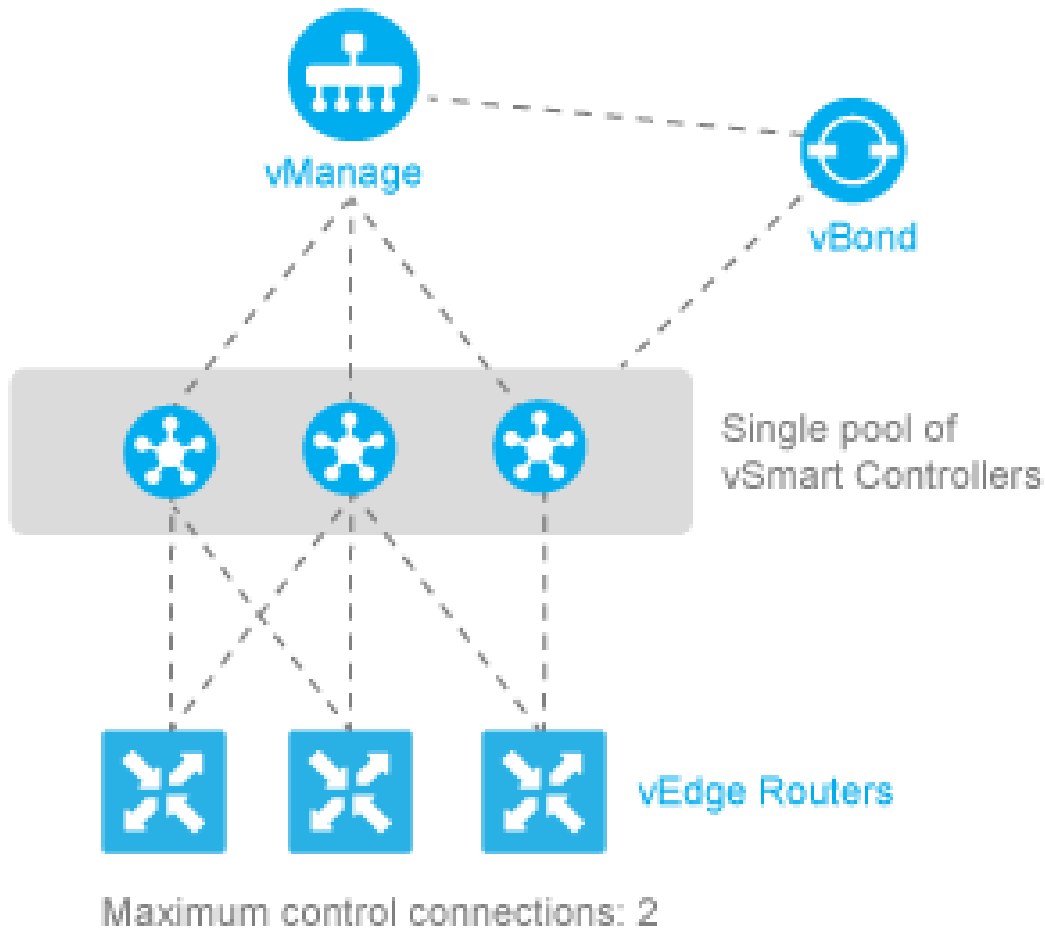 vManage
vBond
Single pool of
vSmart Controllers
vEdge Routers
Maximum control connections: 2